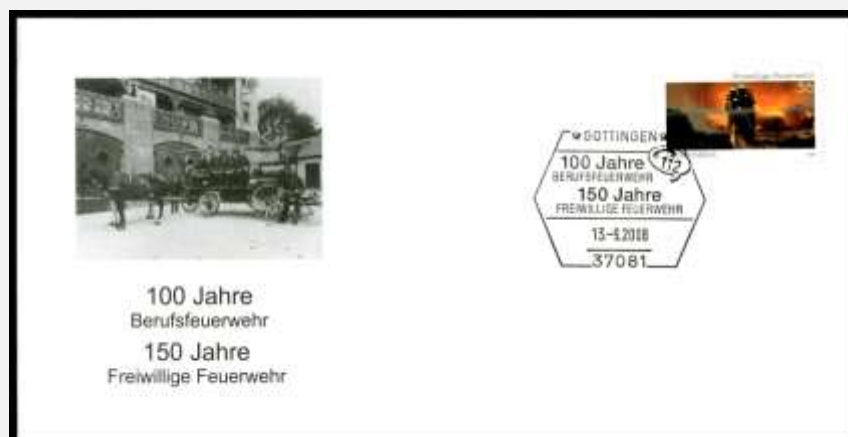 GÖTTINGEN
100 Jahre
112
BERUFSFEUERWEHR
150 Jahre
FREIWILLIGE FEUERWEHR
13.-6.2008
37081
100 Jahre
Berufsfeuerwehr
150 Jahre
Freiwillige Feuerwehr